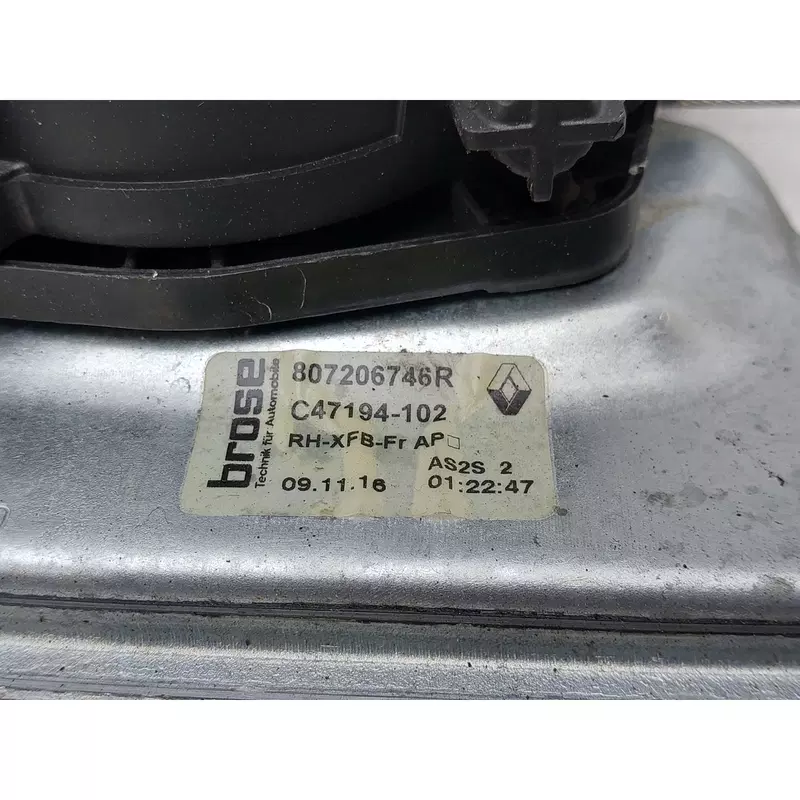 brose
Technik für Automobile
807206746R
C47194-102
RH-XFB-Fr AP□
AS2S 2
09.11.16 01:22:47